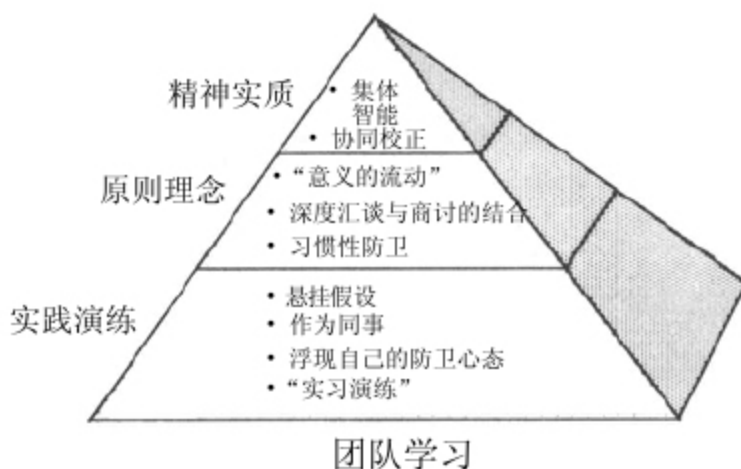 精神实质
• 集体
智能
• 协同校正
原则理念
• “意义的流动”
• 深度汇谈与商讨的结合
• 习惯性防卫
实践演练
• 悬挂假设
• 作为同事
• 浮现自己的防卫心态
• “实习演练”
团队学习